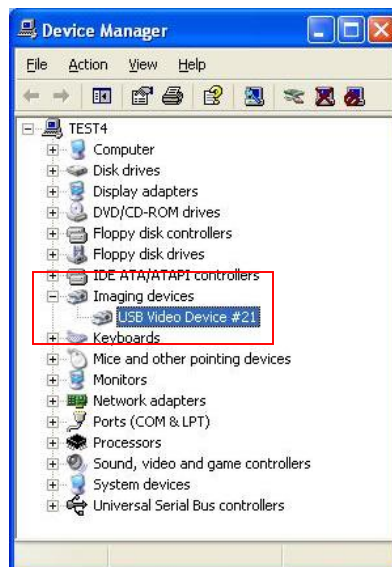 Device Manager
File Action View Help
TEST4
Computer
Disk drives
Display adapters
DVD/CD-ROM drives
Floppy disk controllers
Floppy disk drives
IDE ATA/ATAPI controllers
Imaging devices
USB Video Device #21
Keyboards
Mice and other pointing devices
Monitors
Network adapters
Ports (COM & LPT)
Processors
Sound, video and game controllers
System devices
Universal Serial Bus controllers